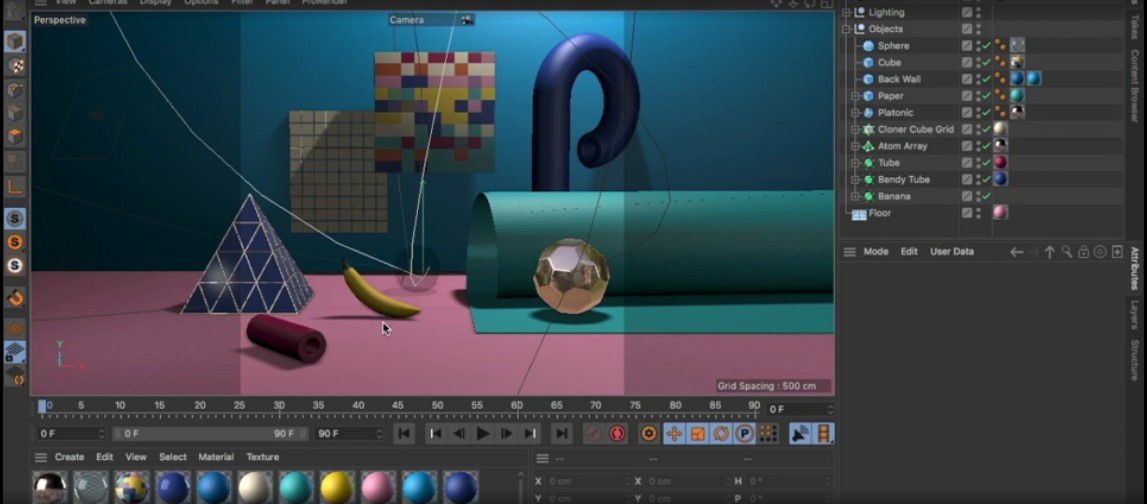 View Cameras Display Options Filter Panel ProRender
Perspective
Camera
Grid Spacing : 500 cm
Lighting
Objects
Sphere
Cube
Back Wall
Paper
Platonic
Cloner Cube Grid
Atom Array
Tube
Bendy Tube
Banana
Floor
Takes
Content Browser
Mode Edit User Data
Attributes
Layers
Structure
Y
X
S
S
S
0 5 10 15 20 25 30 35 40 45 50 55 60 65 70 75 80 85 90 0 F
0 F 0 F 90 F 90 F
P
Create Edit View Select Material Texture
-- -- --
X 0 cm X 0 cm H 0 °
Y 0 cm Y 0 cm P 0 °